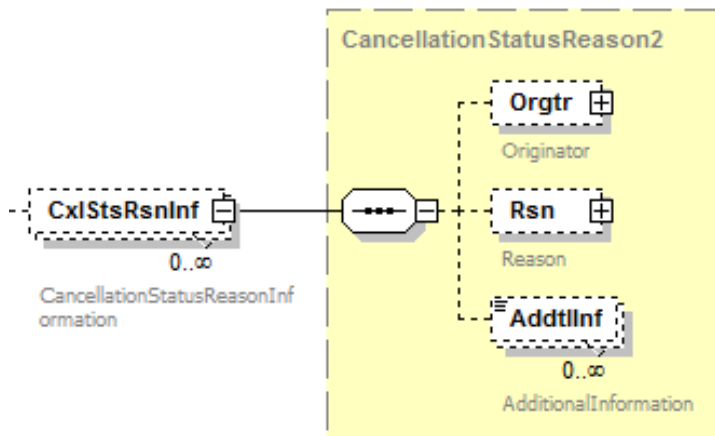 CancellationStatusReason2
Orgtr
Originator
CxlStsRsnInf
0..∞
CancellationStatusReasonInf
ormation
Rsn
Reason
AddtlInf
0..∞
AdditionalInformation